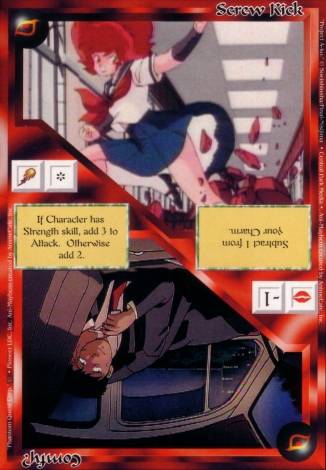 Screw Kick
*
If Character has
Strength skill, add 3 to
Attack. Otherwise
add 2.
Subtract 1 from
your Charm.
-1
Comfy!